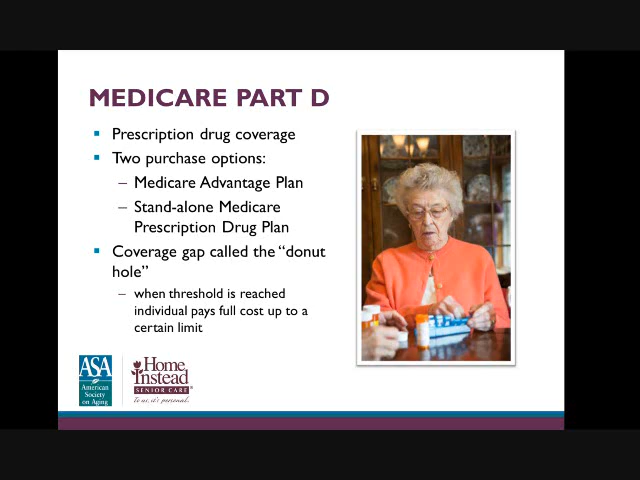 MEDICARE PART D
▪ Prescription drug coverage
▪ Two purchase options:
– Medicare Advantage Plan
– Stand-alone Medicare
Prescription Drug Plan
▪ Coverage gap called the “donut
hole”
– when threshold is reached
individual pays full cost up to a
certain limit
ASA
American
Society
on Aging
Home
Instead
SENIOR CARE
To us, it's personal.